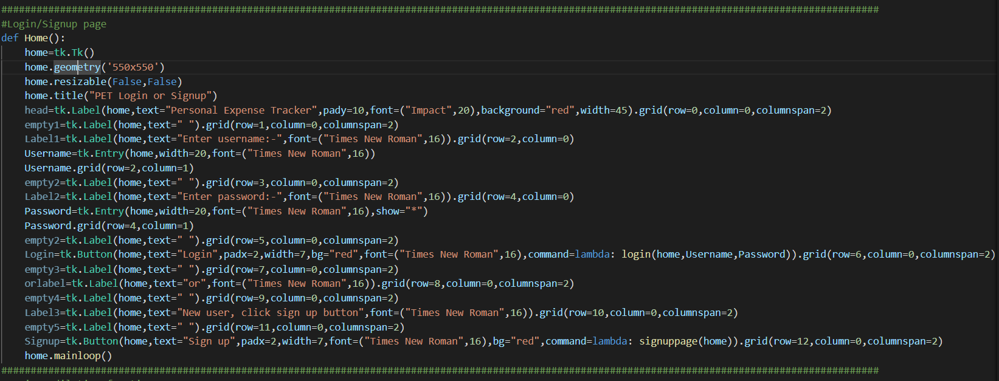 ######################################################################################################################################################
#Login/Signup page
def Home():
    home=tk.Tk()
    home.geometry('550x550')
    home.resizable(False,False)
    home.title("PET Login or Signup")
    head=tk.Label(home,text="Personal Expense Tracker",pady=10,font=("Impact",20),background="red",width=45).grid(row=0,column=0,columnspan=2)
    empty1=tk.Label(home,text=" ").grid(row=1,column=0,columnspan=2)
    Label1=tk.Label(home,text="Enter username:-",font=("Times New Roman",16)).grid(row=2,column=0)
    Username=tk.Entry(home,width=20,font=("Times New Roman",16))
    Username.grid(row=2,column=1)
    empty2=tk.Label(home,text=" ").grid(row=3,column=0,columnspan=2)
    Label2=tk.Label(home,text="Enter password:-",font=("Times New Roman",16)).grid(row=4,column=0)
    Password=tk.Entry(home,width=20,font=("Times New Roman",16),show="*")
    Password.grid(row=4,column=1)
    empty2=tk.Label(home,text=" ").grid(row=5,column=0,columnspan=2)
    Login=tk.Button(home,text="Login",padx=2,width=7,bg="red",font=("Times New Roman",16),command=lambda: login(home,Username,Password)).grid(row=6,column=0,columnspan=2)
    empty3=tk.Label(home,text=" ").grid(row=7,column=0,columnspan=2)
    orlabel=tk.Label(home,text="or",font=("Times New Roman",16)).grid(row=8,column=0,columnspan=2)
    empty4=tk.Label(home,text=" ").grid(row=9,column=0,columnspan=2)
    Label3=tk.Label(home,text="New user, click sign up button",font=("Times New Roman",16)).grid(row=10,column=0,columnspan=2)
    empty5=tk.Label(home,text=" ").grid(row=11,column=0,columnspan=2)
    Signup=tk.Button(home,text="Sign up",padx=2,width=7,font=("Times New Roman",16),bg="red",command=lambda: signuppage(home)).grid(row=12,column=0,columnspan=2)
    home.mainloop()
######################################################################################################################################################